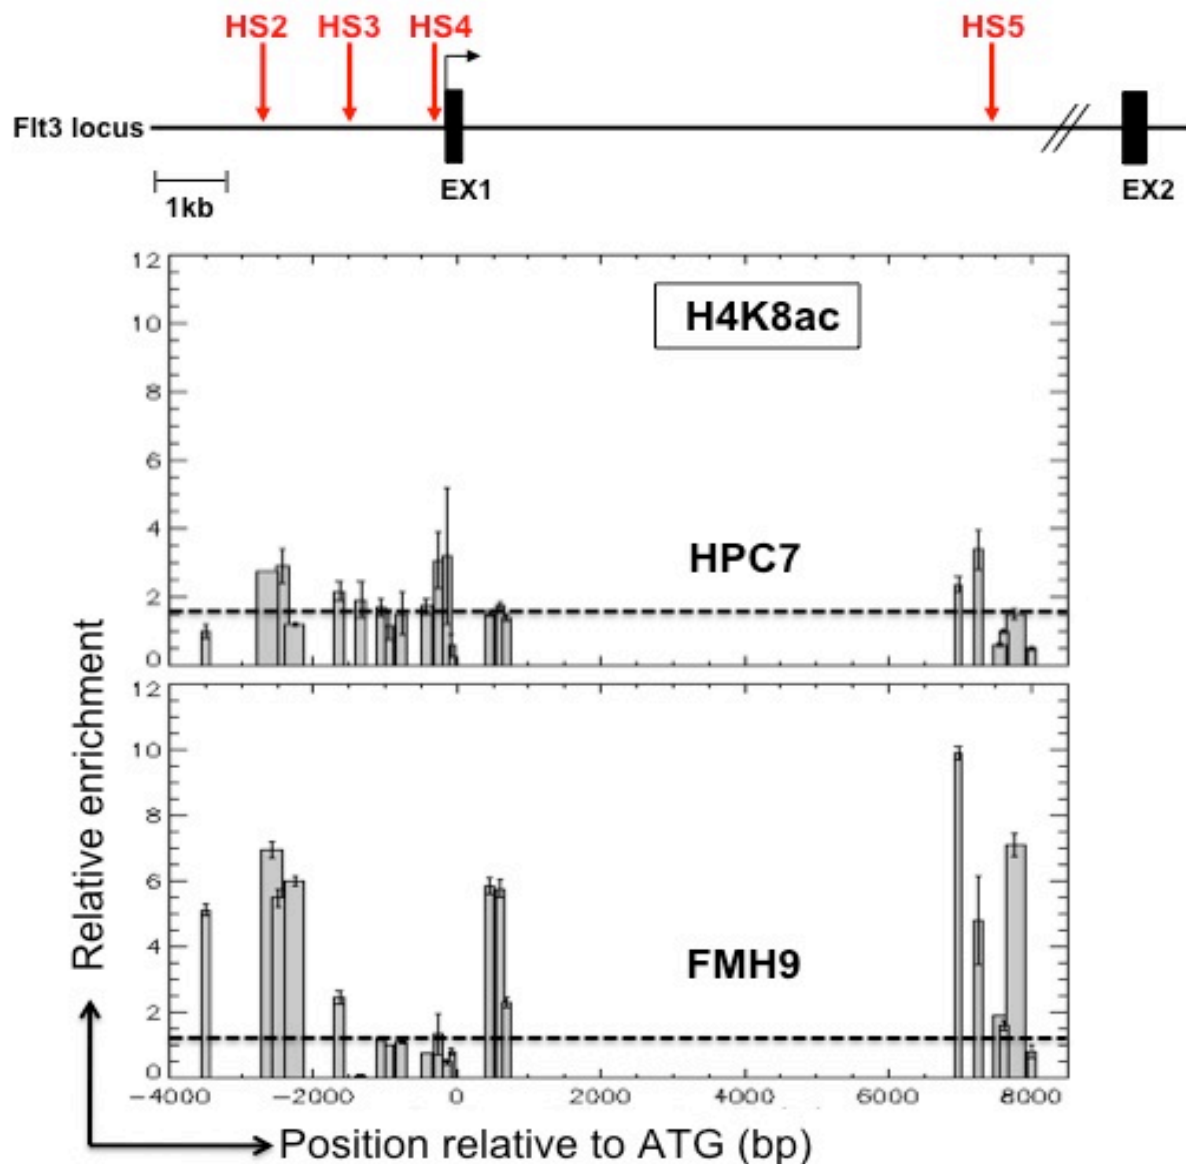 HS2 HS3 HS4 HS5
Flt3 locus
1kb
EX1
EX2
12
10
8
6
4
2
0
H4K8ac
HPC7
12
10
8
6
4
2
0
FMH9
−4000 −2000 0 2000 4000 6000 8000
Relative enrichment
Position relative to ATG (bp)